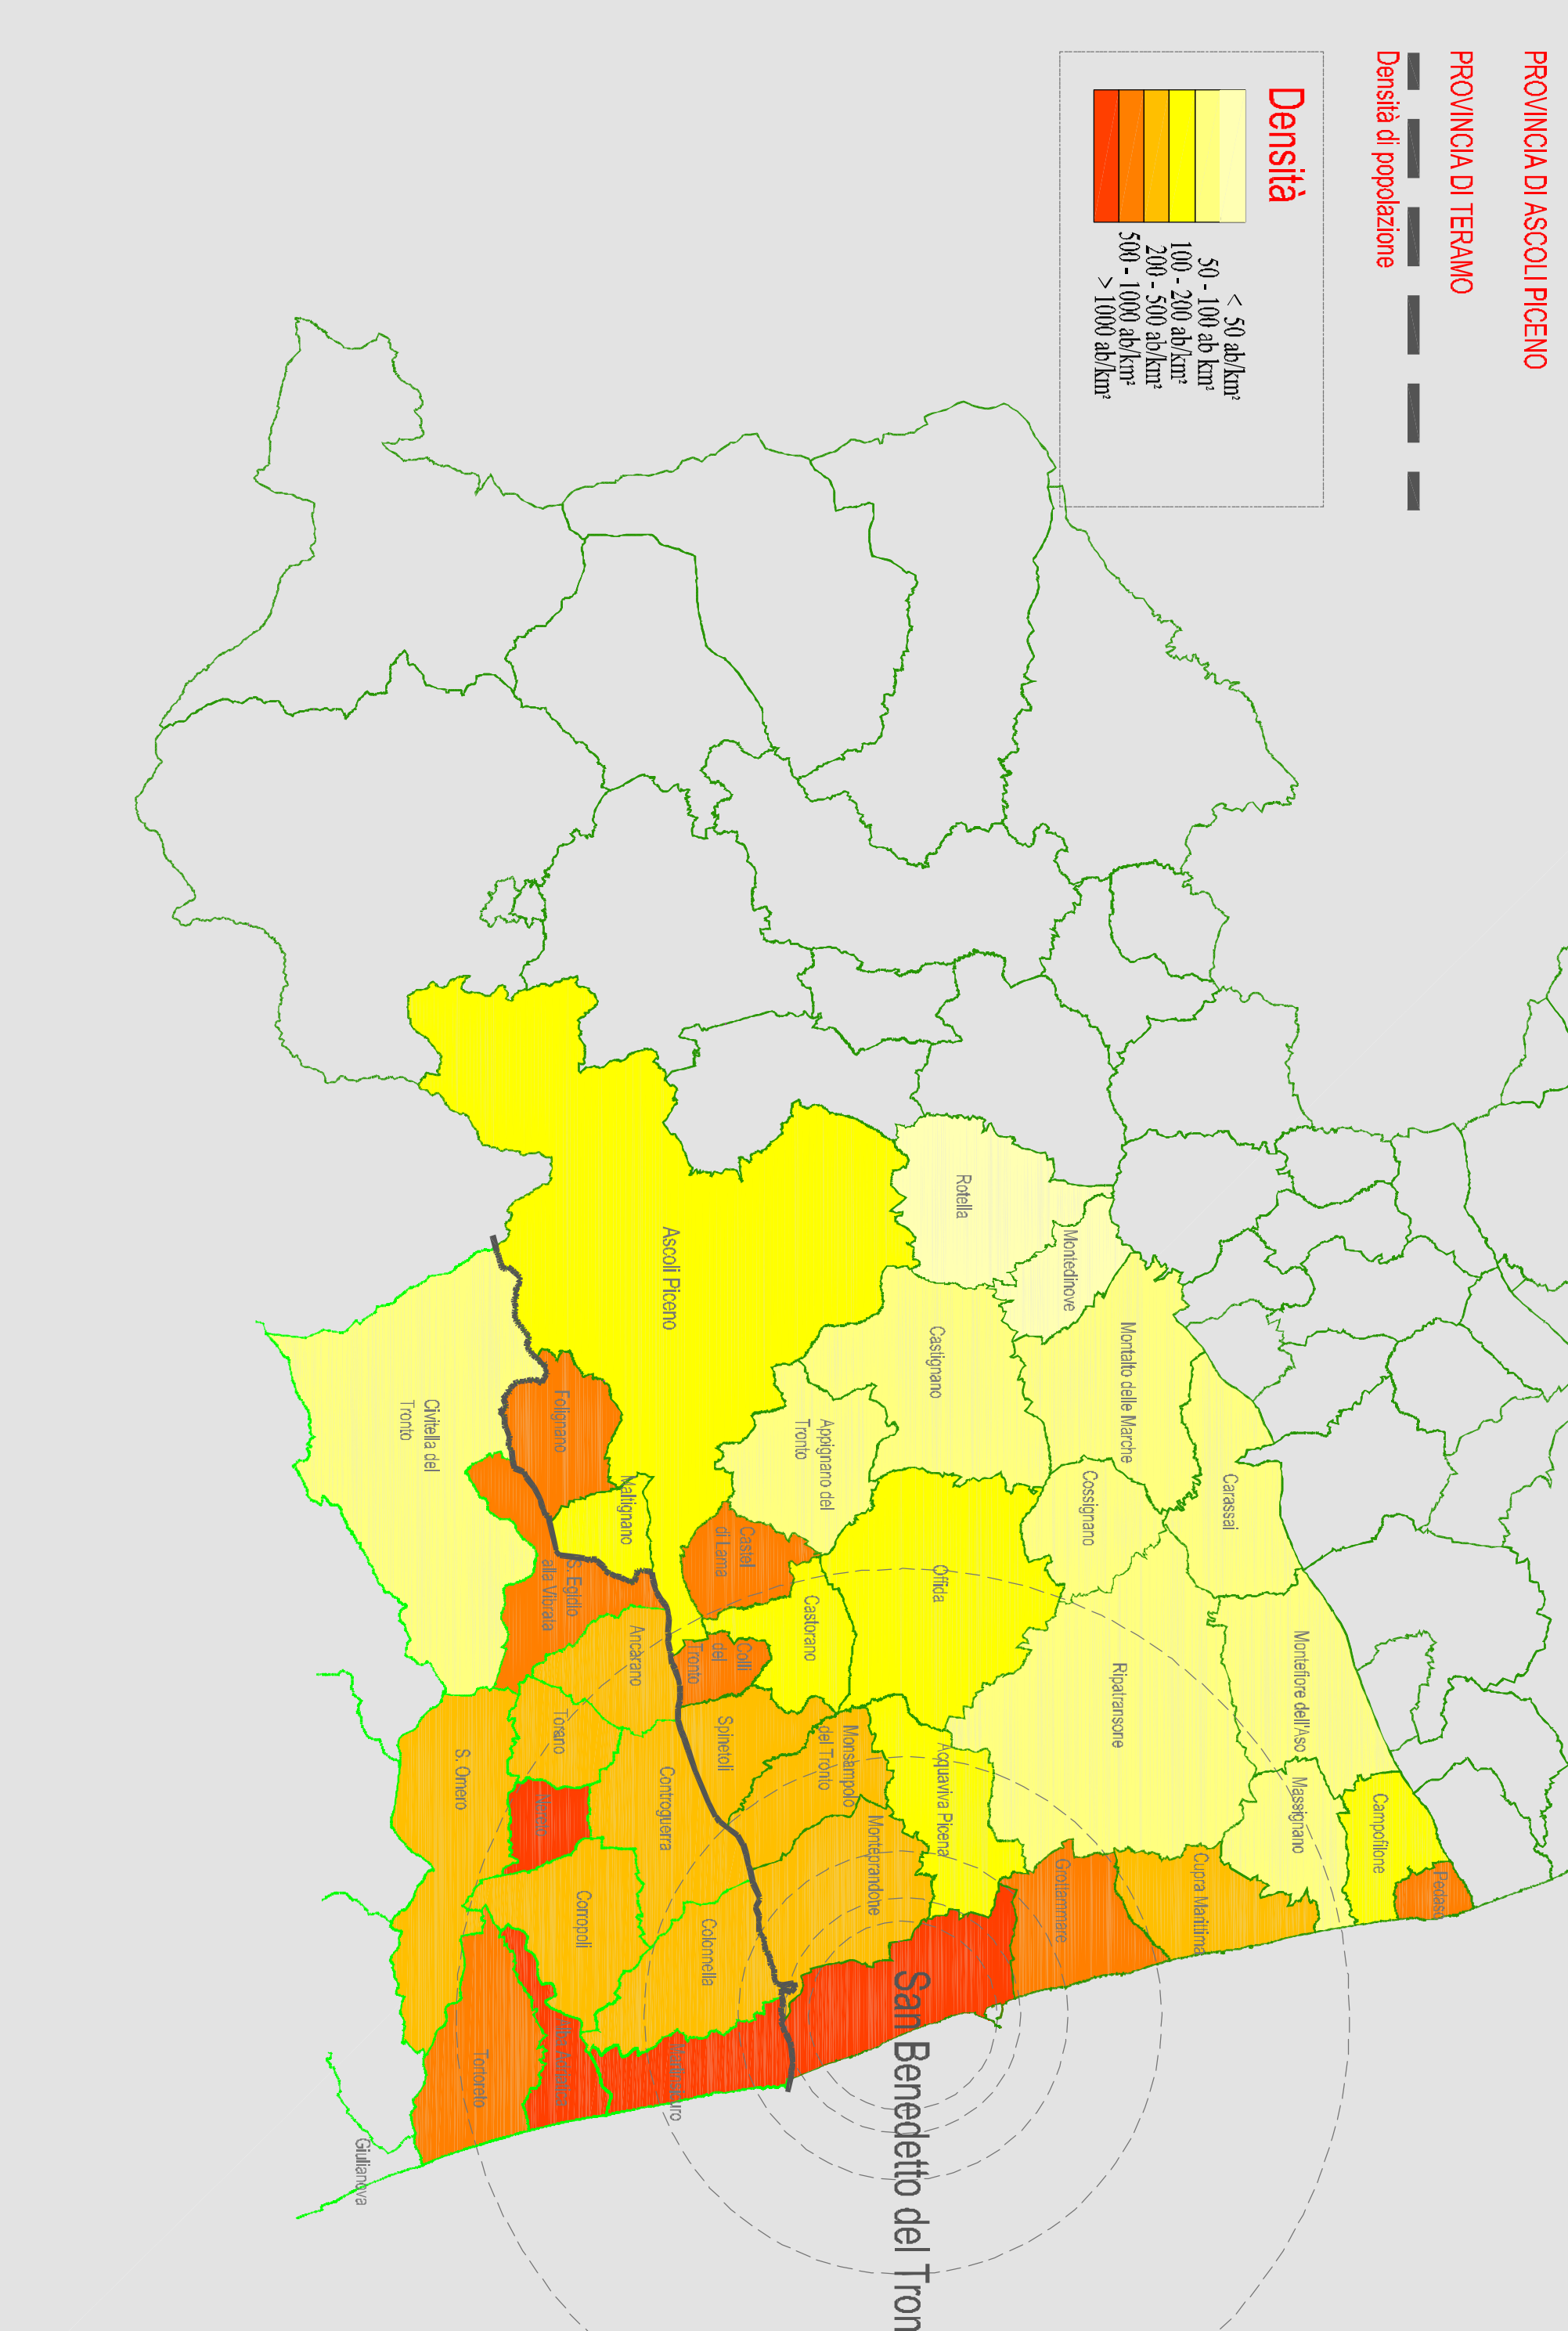 PROVINCIA DI ASCOLI PICENO
PROVINCIA DI TERAMO
Densità di popolazione
Densità
< 50 ab/km²
50 - 100 ab km²
100 - 200 ab/km²
200 - 500 ab/km²
500 - 1000 ab/km²
> 1000 ab/km²
Pedaso
Campofilone
Massignano
Montefiore dell'Aso
Carassai
Cupra Marittima
Montalto delle Marche
Cossignano
Ripatransone
Montedinove
Grottammare
Rotella
Castignano
Offida
Acquaviva Picena
Appignano del
Tronto
Castorano
Monsampolo
del Tronto
Monteprandone
San Benedetto del Tron
Ascoli Piceno
Castel
di Lama
Colli
del
Tronto
Spinetoli
Folignano
Maltignano
Ancarano
Controguerra
Colonnella
Martinsicuro
S. Egidio
alla Vibrata
Torano
Nereto
Corropoli
Alba Adriatica
Civitella del
Tronto
S. Omero
Tortoreto
Giulianova